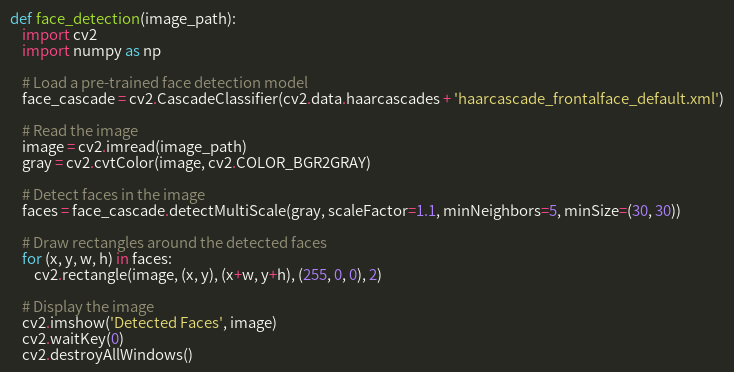 def face_detection(image_path):
    import cv2
    import numpy as np

    # Load a pre-trained face detection model
    face_cascade = cv2.CascadeClassifier(cv2.data.haarcascades + 'haarcascade_frontalface_default.xml')

    # Read the image
    image = cv2.imread(image_path)
    gray = cv2.cvtColor(image, cv2.COLOR_BGR2GRAY)

    # Detect faces in the image
    faces = face_cascade.detectMultiScale(gray, scaleFactor=1.1, minNeighbors=5, minSize=(30, 30))

    # Draw rectangles around the detected faces
    for (x, y, w, h) in faces:
        cv2.rectangle(image, (x, y), (x+w, y+h), (255, 0, 0), 2)

    # Display the image
    cv2.imshow('Detected Faces', image)
    cv2.waitKey(0)
    cv2.destroyAllWindows()